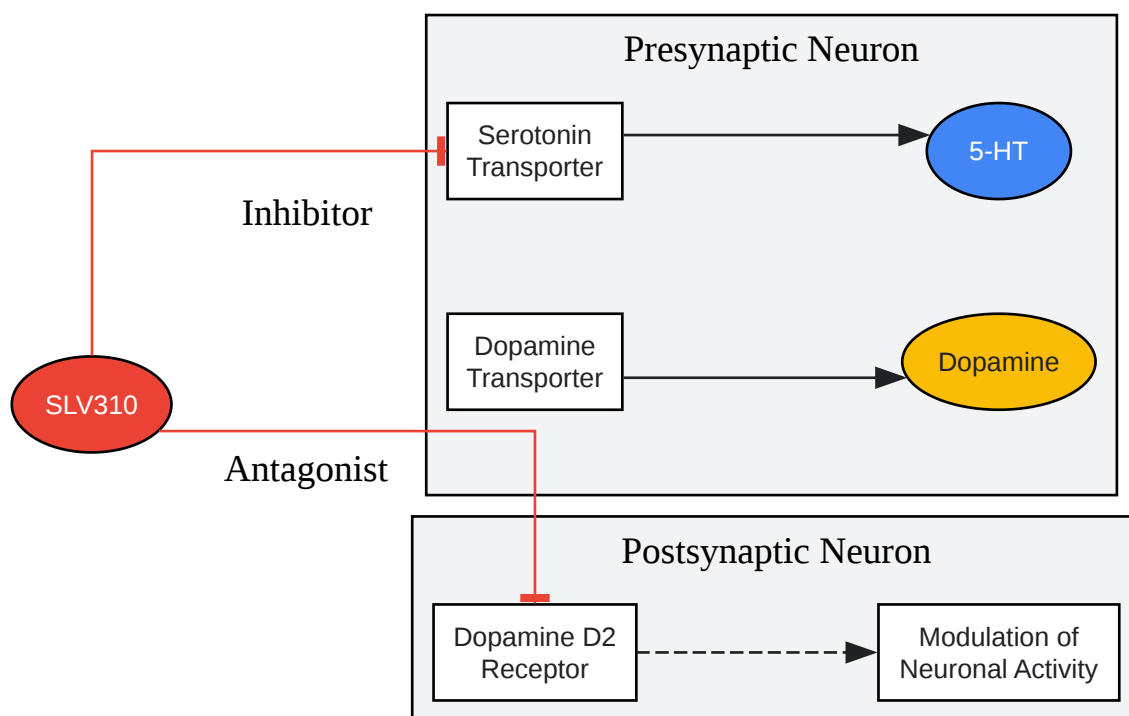 Presynaptic Neuron
Serotonin
Transporter
5-HT
Inhibitor
Dopamine
Transporter
Dopamine
SLV310
Antagonist
Postsynaptic Neuron
Dopamine D2
Receptor
Modulation of
Neuronal Activity